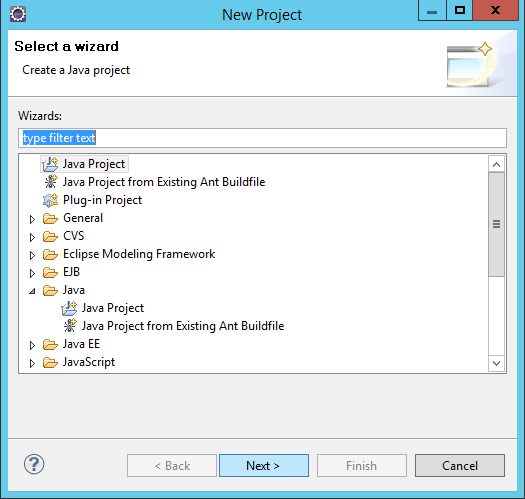 New Project
Select a wizard
Create a Java project
Wizards:
type filter text
Java Project
Java Project from Existing Ant Buildfile
Plug-in Project
General
CVS
Eclipse Modeling Framework
EJB
Java
Java Project
Java Project from Existing Ant Buildfile
Java EE
JavaScript
? < Back Next > Finish Cancel